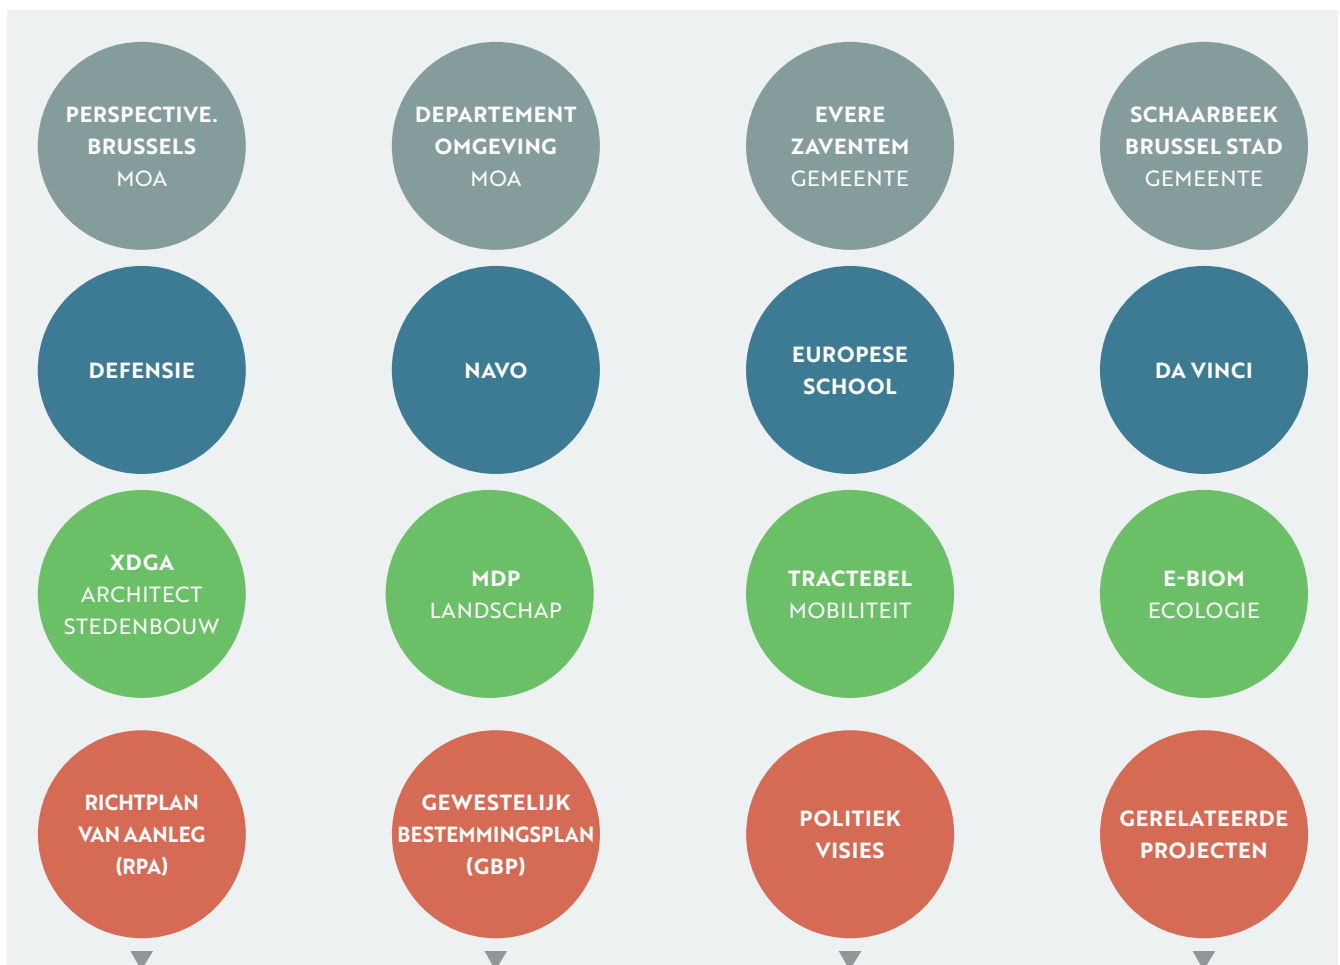 PERSPECTIVE.
BRUSSELS
MOA
DEPARTEMENT
OMGEVING
MOA
EVERE
ZAVENTEM
GEMEENTE
SCHAARBEEK
BRUSSEL STAD
GEMEENTE
DEFENSIE
NAVO
EUROPESE
SCHOOL
DA VINCI
XDGA
ARCHITECT
STEDENBOUW
MDP
LANDSCHAP
TRACTEBEL
MOBILITEIT
E-BIOM
ECOLOGIE
RICHTPLAN
VAN AANLEG
(RPA)
GEWESTELIJK
BESTEMMINGSPLAN
(GBP)
POLITIEK
VISIES
GERELATEERDE
PROJECTEN